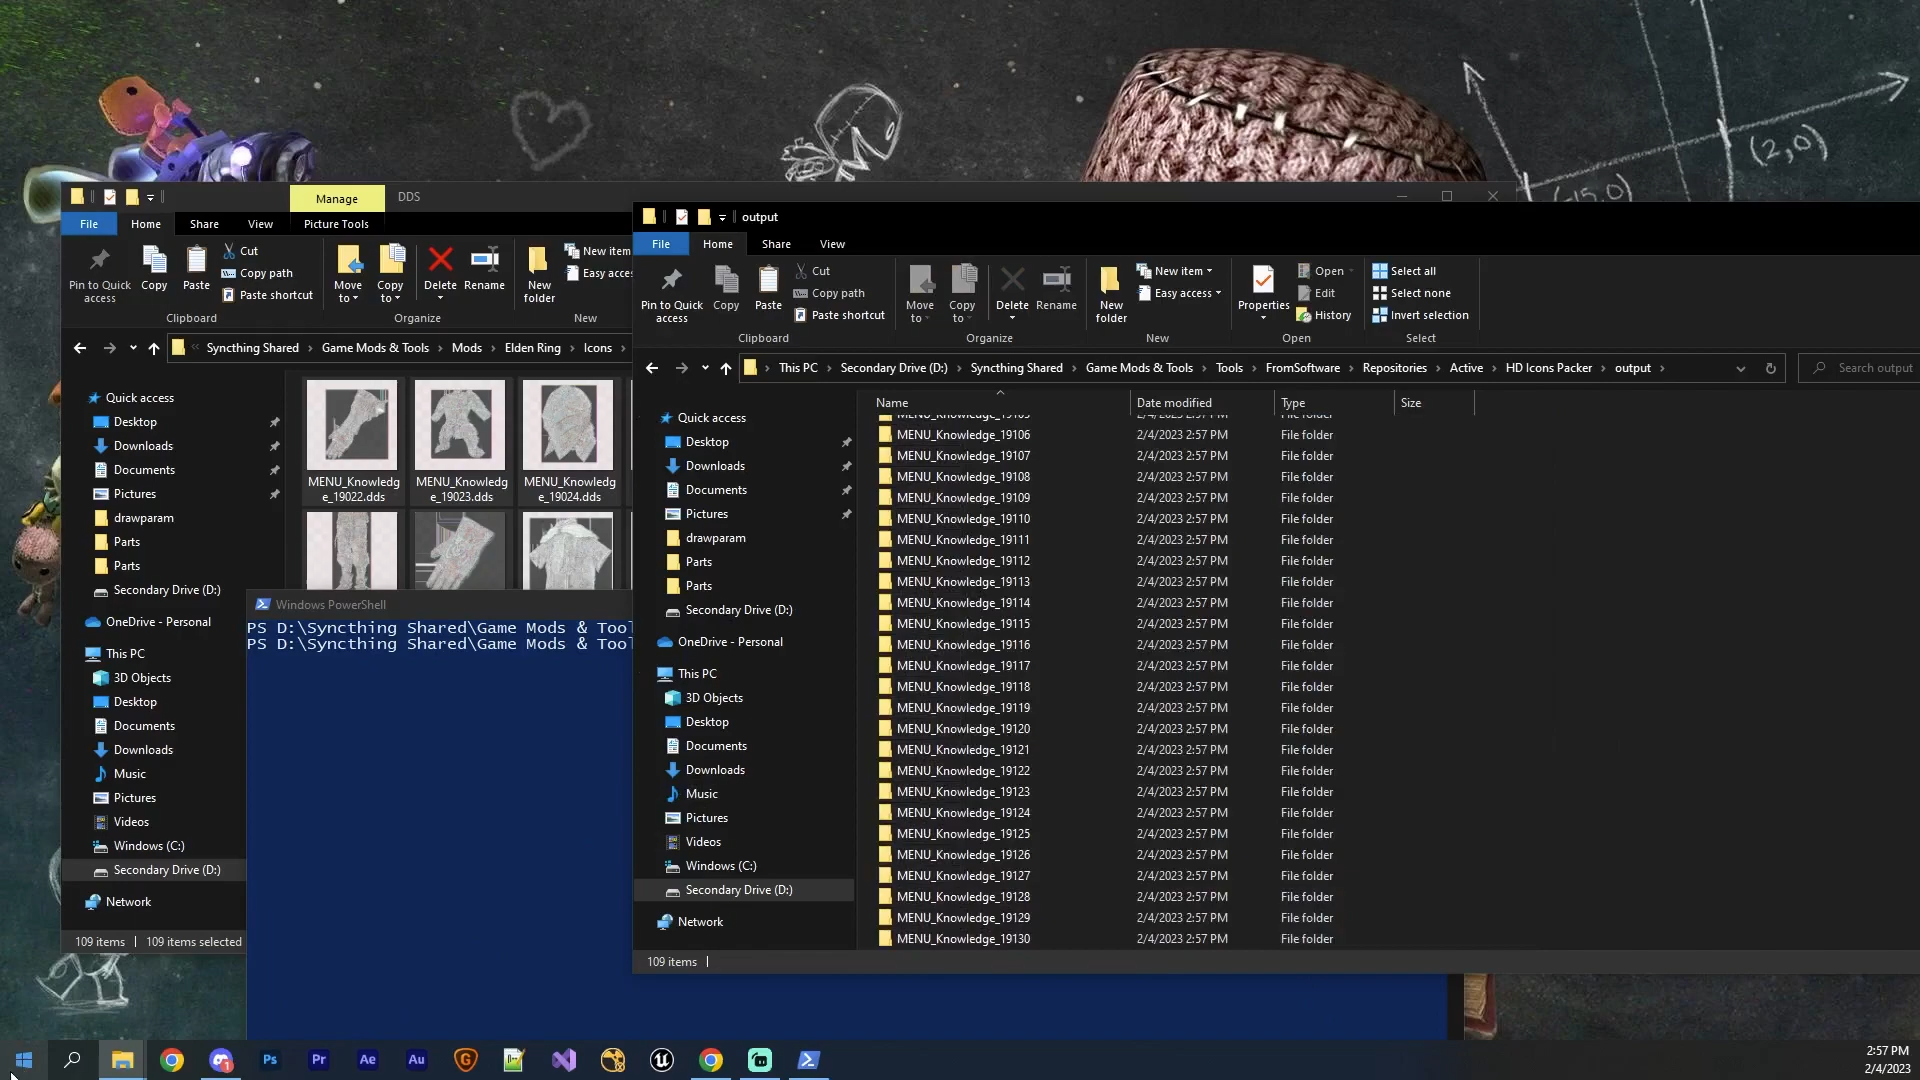 (2,0)
Manage
DDS
File
Home
Share
View
Picture Tools
Pin to Quick access
Copy
Paste
Cut
Copy path
Paste shortcut
Clipboard
Move to
Copy to
Delete
Rename
Organize
New folder
New item
New
Syncthing Shared
Game Mods & Tools
Mods
Elden Ring
Icons
Quick access
Desktop
Downloads
Documents
Pictures
drawparam
Parts
Parts
Secondary Drive (D:)
OneDrive - Personal
This PC
3D Objects
Desktop
Documents
Downloads
Music
Pictures
Videos
Windows (C:)
Secondary Drive (D:)
Network
109 items
109 items selected
MENU_Knowledg
e_19022.dds
MENU_Knowledg
e_19023.dds
MENU_Knowledg
e_19024.dds
Windows PowerShell
PS D:\Syncthing Shared\Game Mods & Tool
PS D:\Syncthing Shared\Game Mods & Tool
output
File
Home
Share
View
Pin to Quick access
Copy
Paste
Cut
Copy path
Paste shortcut
Clipboard
Move to
Copy to
Delete
Rename
Organize
New folder
New item
Easy access
New
Properties
Open
Edit
History
Open
Select all
Select none
Invert selection
Select
This PC
Secondary Drive (D:)
Syncthing Shared
Game Mods & Tools
Tools
FromSoftware
Repositories
Active
HD Icons Packer
output
Search output
Quick access
Desktop
Downloads
Documents
Pictures
drawparam
Parts
Parts
Secondary Drive (D:)
OneDrive - Personal
This PC
3D Objects
Desktop
Documents
Downloads
Music
Pictures
Videos
Windows (C:)
Secondary Drive (D:)
Network
Name Date modified Type Size
MENU_Knowledge_19106 2/4/2023 2:57 PM File folder
MENU_Knowledge_19107 2/4/2023 2:57 PM File folder
MENU_Knowledge_19108 2/4/2023 2:57 PM File folder
MENU_Knowledge_19109 2/4/2023 2:57 PM File folder
MENU_Knowledge_19110 2/4/2023 2:57 PM File folder
MENU_Knowledge_19111 2/4/2023 2:57 PM File folder
MENU_Knowledge_19112 2/4/2023 2:57 PM File folder
MENU_Knowledge_19113 2/4/2023 2:57 PM File folder
MENU_Knowledge_19114 2/4/2023 2:57 PM File folder
MENU_Knowledge_19115 2/4/2023 2:57 PM File folder
MENU_Knowledge_19116 2/4/2023 2:57 PM File folder
MENU_Knowledge_19117 2/4/2023 2:57 PM File folder
MENU_Knowledge_19118 2/4/2023 2:57 PM File folder
MENU_Knowledge_19119 2/4/2023 2:57 PM File folder
MENU_Knowledge_19120 2/4/2023 2:57 PM File folder
MENU_Knowledge_19121 2/4/2023 2:57 PM File folder
MENU_Knowledge_19122 2/4/2023 2:57 PM File folder
MENU_Knowledge_19123 2/4/2023 2:57 PM File folder
MENU_Knowledge_19124 2/4/2023 2:57 PM File folder
MENU_Knowledge_19125 2/4/2023 2:57 PM File folder
MENU_Knowledge_19126 2/4/2023 2:57 PM File folder
MENU_Knowledge_19127 2/4/2023 2:57 PM File folder
MENU_Knowledge_19128 2/4/2023 2:57 PM File folder
MENU_Knowledge_19129 2/4/2023 2:57 PM File folder
MENU_Knowledge_19130 2/4/2023 2:57 PM File folder
109 items
Ps
Pr
Ae
Au
2:57 PM
2/4/2023